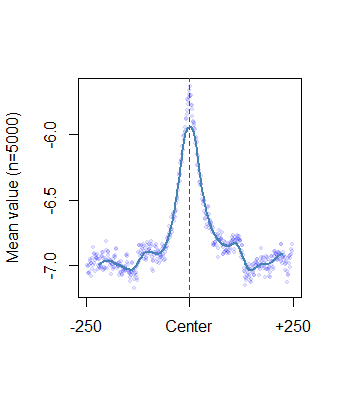 Mean value (n=5000)
-6.0
-6.5
-7.0
-250
Center
+250